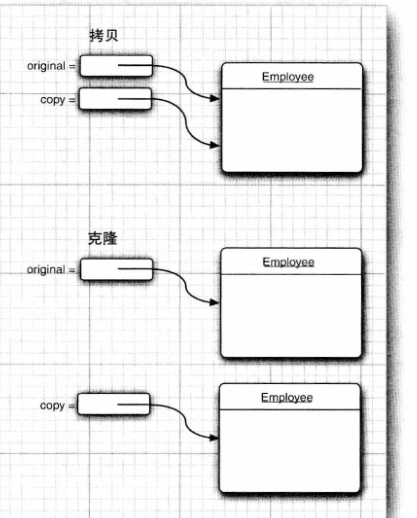 拷贝
original =
Employee
copy =
克隆
original =
Employee
copy =
Employee